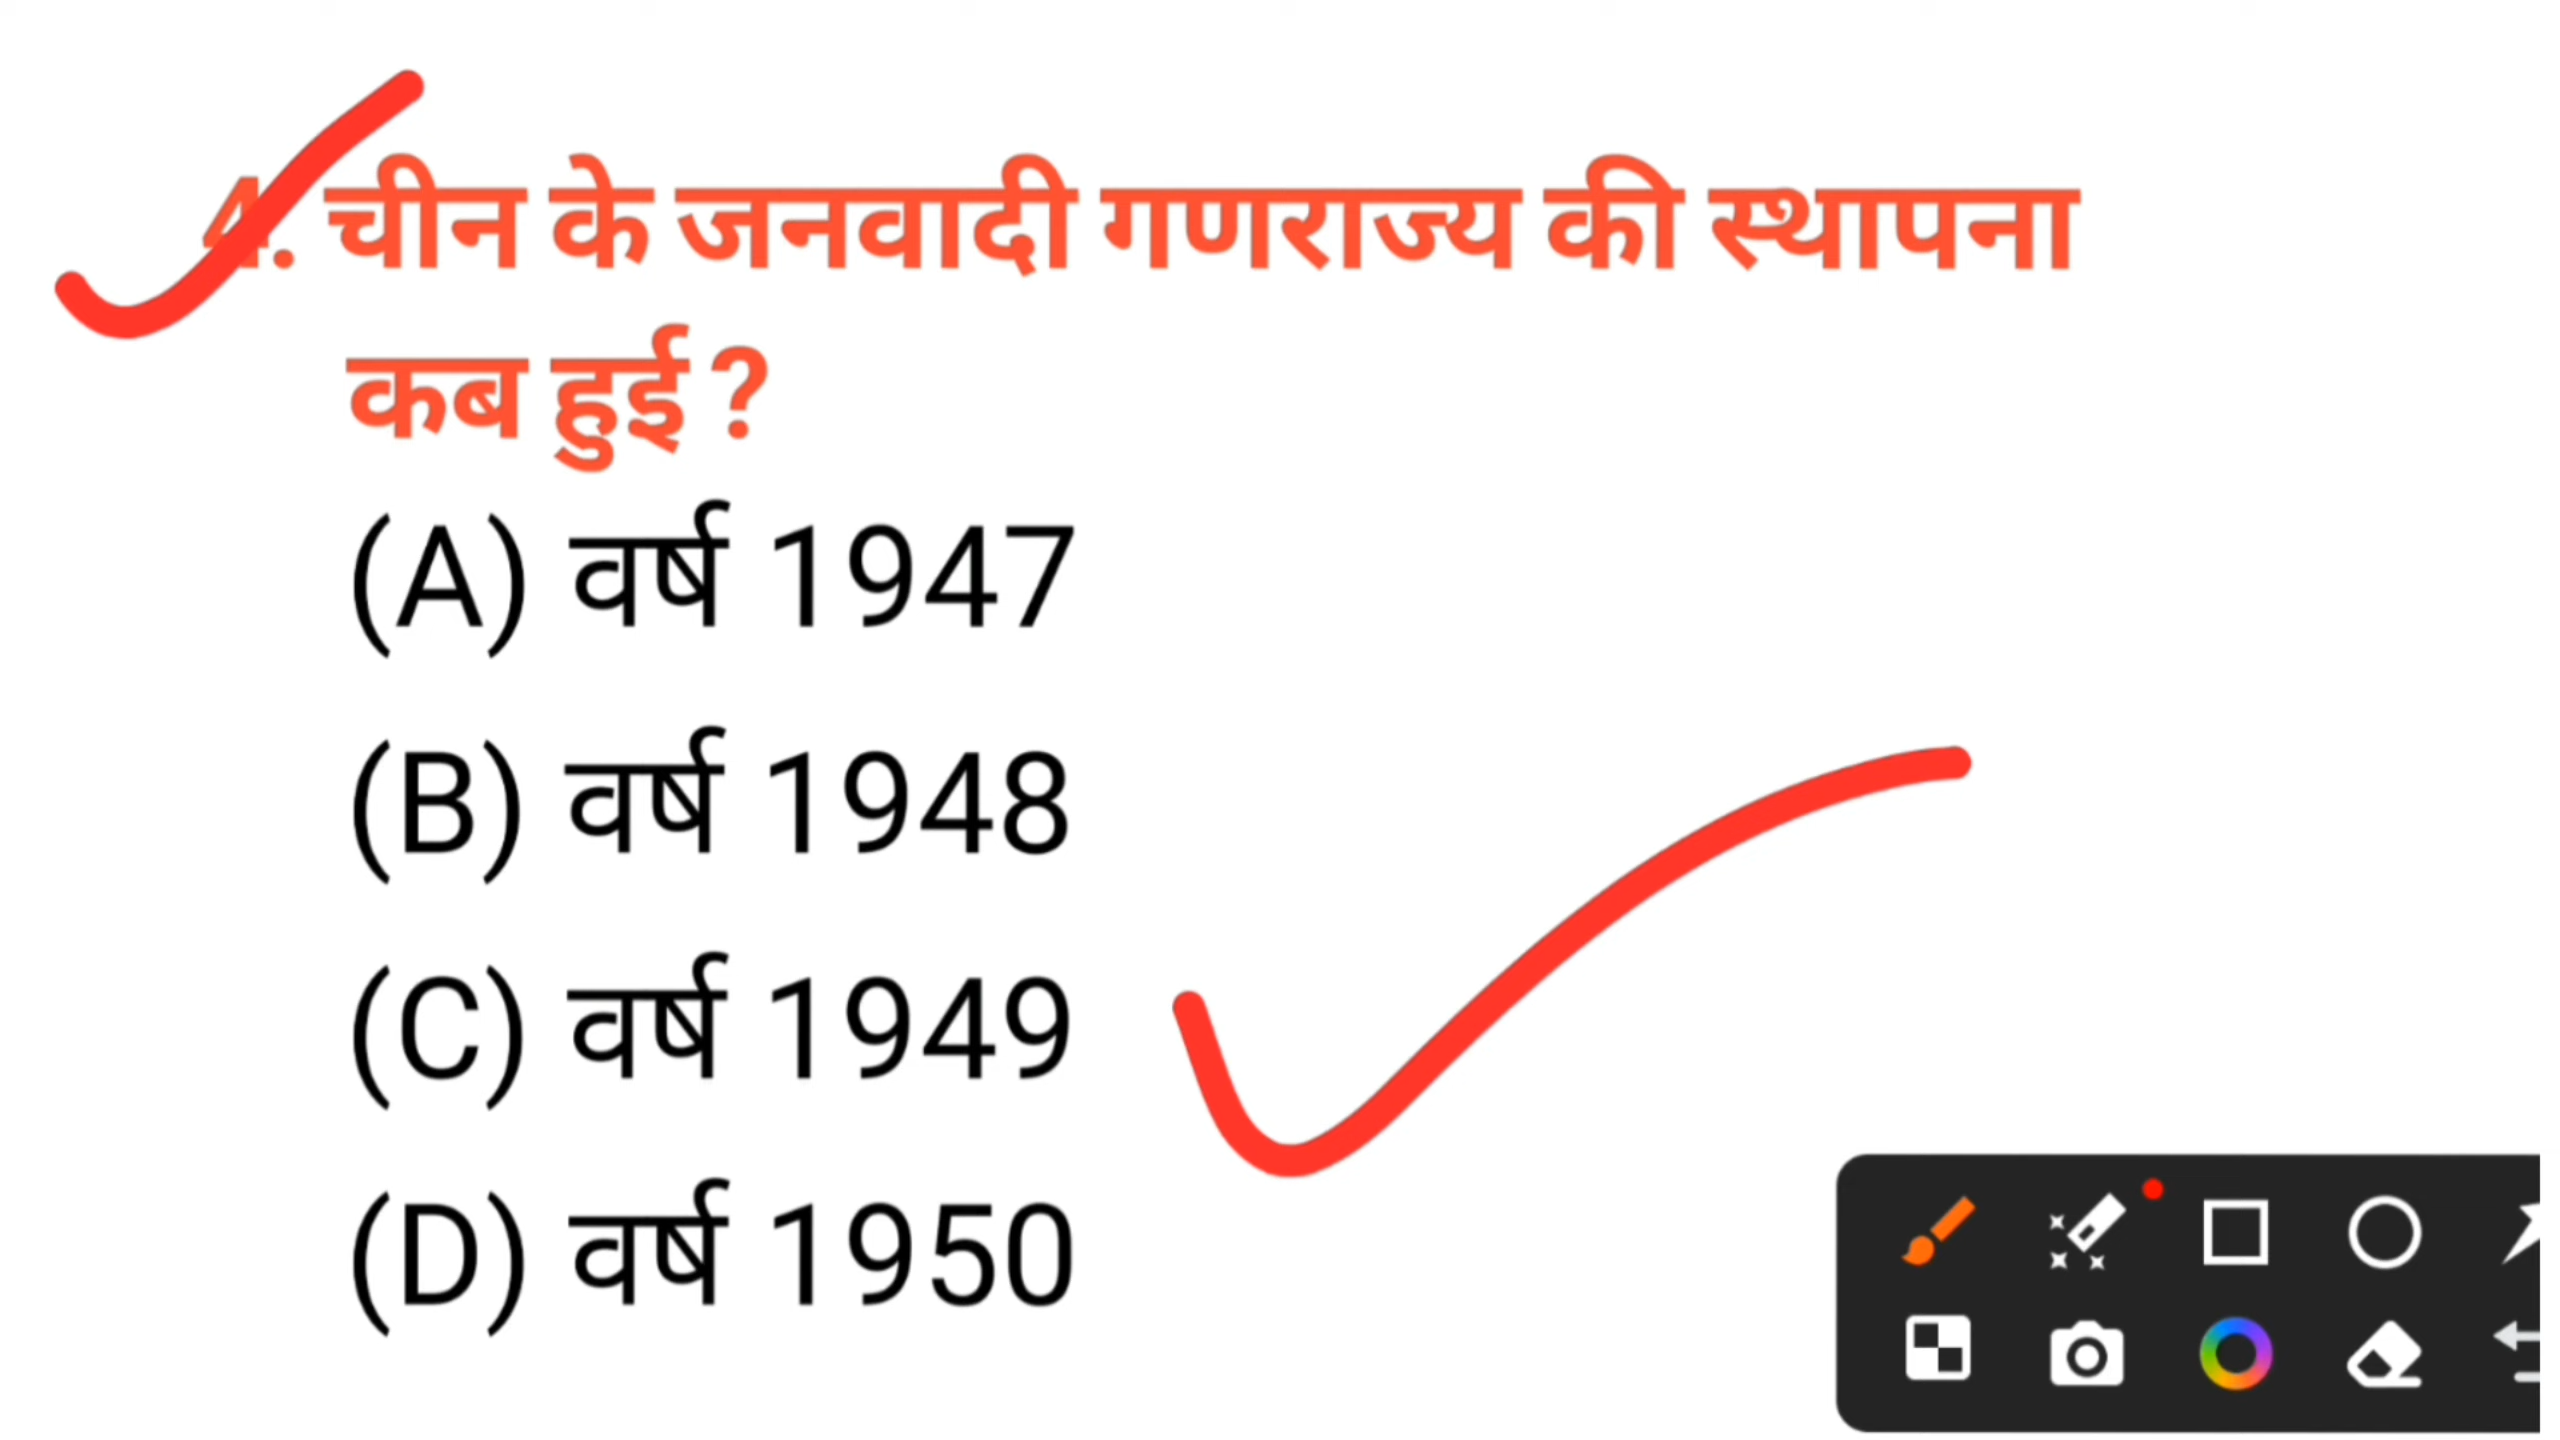 4. चीन के जनवादी गणराज्य की स्थापना
कब हुई ?
(A) वर्ष 1947
(B) वर्ष 1948
(C) वर्ष 1949
(D) वर्ष 1950